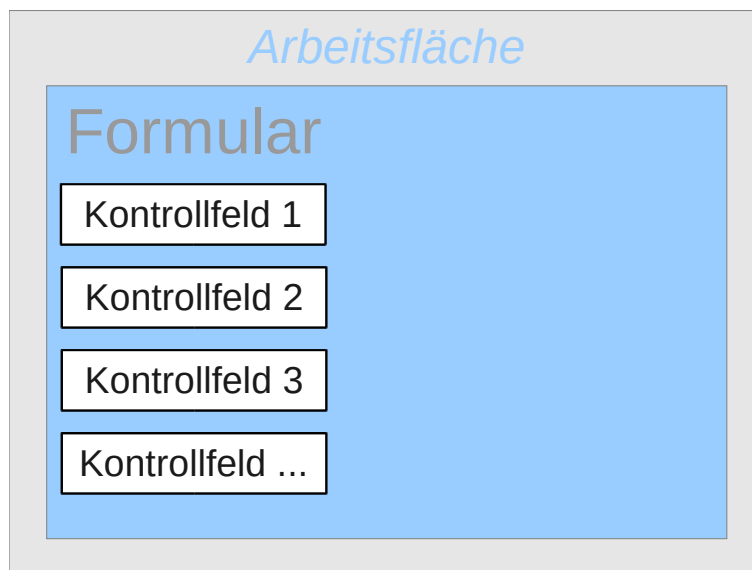 Arbeitsfläche
Formular
Kontrollfeld 1
Kontrollfeld 2
Kontrollfeld 3
Kontrollfeld ...